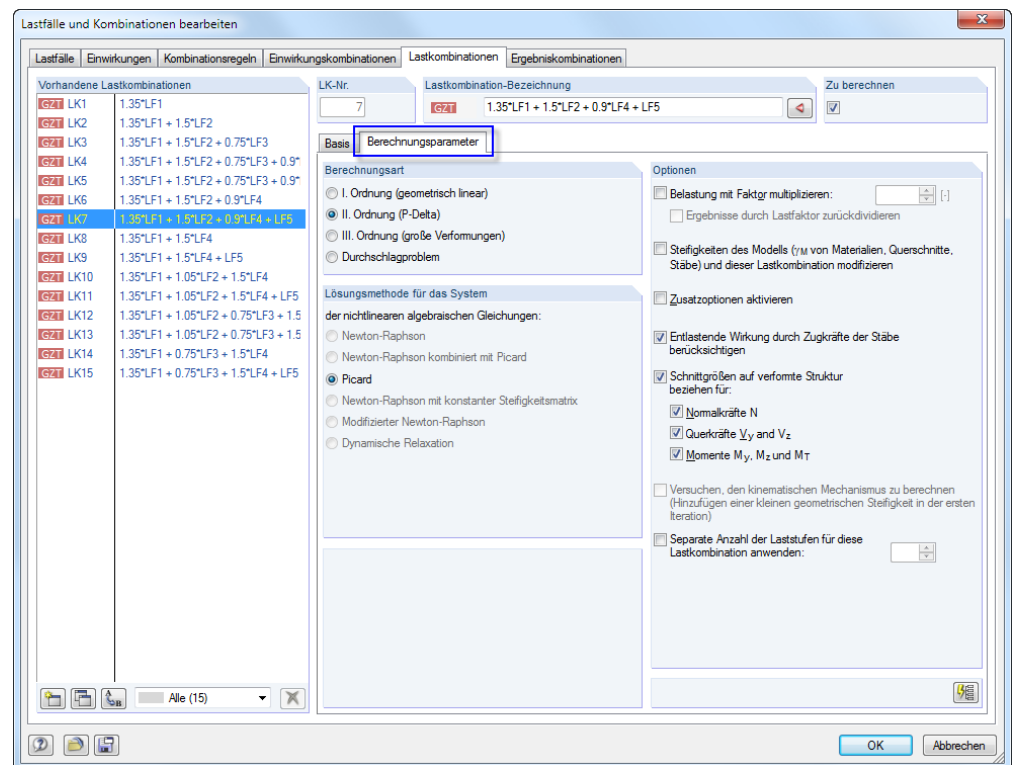 Lastfälle und Kombinationen bearbeiten
Lastfälle Einwirkungen Kombinationsregeln Einwirkungskombinationen Lastkombinationen Ergebniskombinationen
Vorhandene Lastkombinationen
GZT LK1 1.35*LF1
GZT LK2 1.35*LF1 + 1.5*LF2
GZT LK3 1.35*LF1 + 1.5*LF2 + 0.75*LF3
GZT LK4 1.35*LF1 + 1.5*LF2 + 0.75*LF3 + 0.9*
GZT LK5 1.35*LF1 + 1.5*LF2 + 0.75*LF3 + 0.9*
GZT LK6 1.35*LF1 + 1.5*LF2 + 0.9*LF4
GZT LK7 1.35*LF1 + 1.5*LF2 + 0.9*LF4 + LF5
GZT LK8 1.35*LF1 + 1.5*LF4
GZT LK9 1.35*LF1 + 1.5*LF4 + LF5
GZT LK10 1.35*LF1 + 1.05*LF2 + 1.5*LF4
GZT LK11 1.35*LF1 + 1.05*LF2 + 1.5*LF4 + LF5
GZT LK12 1.35*LF1 + 1.05*LF2 + 0.75*LF3 + 1.5
GZT LK13 1.35*LF1 + 1.05*LF2 + 0.75*LF3 + 1.5
GZT LK14 1.35*LF1 + 0.75*LF3 + 1.5*LF4
GZT LK15 1.35*LF1 + 0.75*LF3 + 1.5*LF4 + LF5
Alle (15)
LK-Nr.
7
Lastkombination-Bezeichnung
GZT 1.35*LF1 + 1.5*LF2 + 0.9*LF4 + LF5
Zu berechnen
Basis Berechnungsparameter
Berechnungsart
I. Ordnung (geometrisch linear)
II. Ordnung (P-Delta)
III. Ordnung (große Verformungen)
Durchschlagproblem
Lösungsmethode für das System
der nichtlinearen algebraischen Gleichungen:
Newton-Raphson
Newton-Raphson kombiniert mit Picard
Picard
Newton-Raphson mit konstanter Steifigkeitsmatrix
Modifizierter Newton-Raphson
Dynamische Relaxation
Optionen
Belastung mit Faktor multiplizieren: [-]
Ergebnisse durch Lastfaktor zurückdividieren
Steifigkeiten des Modells (γM von Materialien, Querschnitte,
Stäbe) und dieser Lastkombination modifizieren
Zusatzoptionen aktivieren
Entlastende Wirkung durch Zugkräfte der Stäbe
berücksichtigen
Schnittgrößen auf verformte Struktur
beziehen für:
Normalkräfte N
Querkräfte Vy and Vz
Momente My, Mz und MT
Versuchen, den kinematischen Mechanismus zu berechnen
(Hinzufügen einer kleinen geometrischen Steifigkeit in der ersten
Iteration)
Separate Anzahl der Laststufen für diese
Lastkombination anwenden:
OK Abbrechen